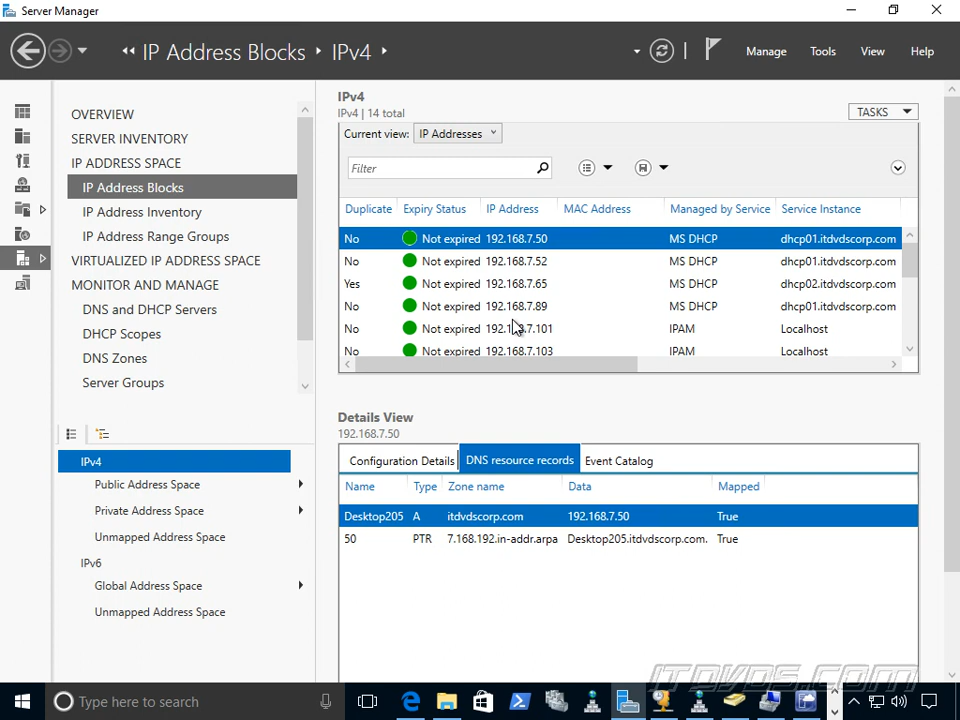 Server Manager
IP Address Blocks
IPv4
Manage
Tools
View
Help
OVERVIEW
SERVER INVENTORY
IP ADDRESS SPACE
IP Address Blocks
IP Address Inventory
IP Address Range Groups
VIRTUALIZED IP ADDRESS SPACE
MONITOR AND MANAGE
DNS and DHCP Servers
DHCP Scopes
DNS Zones
Server Groups
IPv4
Public Address Space
Private Address Space
Unmapped Address Space
IPv6
Global Address Space
Unmapped Address Space
IPv4
IPv4 | 14 total
TASKS
Current view: IP Addresses
Filter
Duplicate Expiry Status IP Address MAC Address Managed by Service Service Instance
No Not expired 192.168.7.50 MS DHCP dhcp01.itdvdscorp.com
No Not expired 192.168.7.52 MS DHCP dhcp01.itdvdscorp.com
Yes Not expired 192.168.7.65 MS DHCP dhcp02.itdvdscorp.com
No Not expired 192.168.7.89 MS DHCP dhcp01.itdvdscorp.com
No Not expired 192.168.7.101 IPAM Localhost
No Not expired 192.168.7.103 IPAM Localhost
Details View
192.168.7.50
Configuration Details DNS resource records Event Catalog
Name Type Zone name Data Mapped
Desktop205 A itdvdscorp.com 192.168.7.50 True
50 PTR 7.168.192.in-addr.arpa Desktop205.itdvdscorp.com. True
ITDVDS.COM
Type here to search